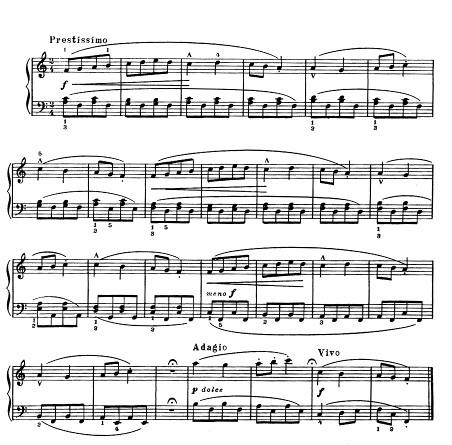 Prestissimo
f
meno f
Adagio
p dolce
Vivo
f